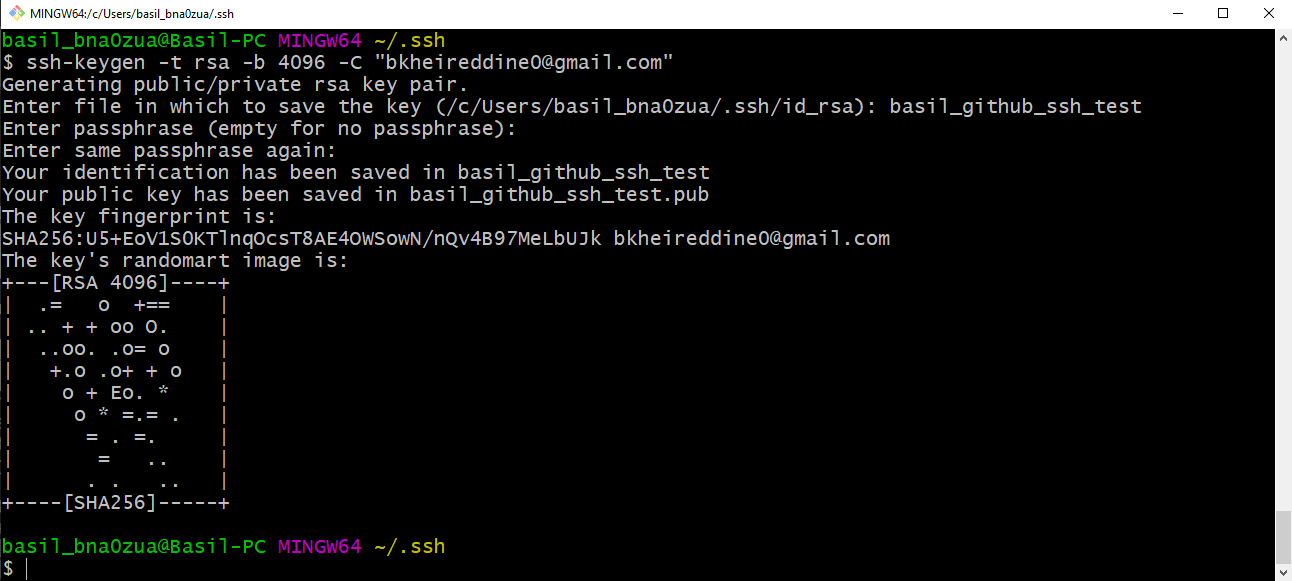 MINGW64:/c/Users/basil_bna0zua/.ssh
basil_bna0zua@Basil-PC MINGW64 ~/.ssh
$ ssh-keygen -t rsa -b 4096 -C "bkheireddine0@gmail.com"
Generating public/private rsa key pair.
Enter file in which to save the key (/c/Users/basil_bna0zua/.ssh/id_rsa): basil_github_ssh_test
Enter passphrase (empty for no passphrase):
Enter same passphrase again:
Your identification has been saved in basil_github_ssh_test
Your public key has been saved in basil_github_ssh_test.pub
The key fingerprint is:
SHA256:U5+EoV1SOKTlnqOcsT8AE4OWSowN/nQv4B97MeLbUJk bkheireddine0@gmail.com
The key's randomart image is:
+---[RSA 4096]----+
|  .=   o  +==    |
| .. + + oo O.    |
|  ..oo. .o= o    |
|   +.o .o+ + o   |
|    o + Eo. *    |
|     o * =.= .   |
|      = . =.     |
|       =   ..    |
|      . .   ..   |
+----[SHA256]-----+
basil_bna0zua@Basil-PC MINGW64 ~/.ssh
$